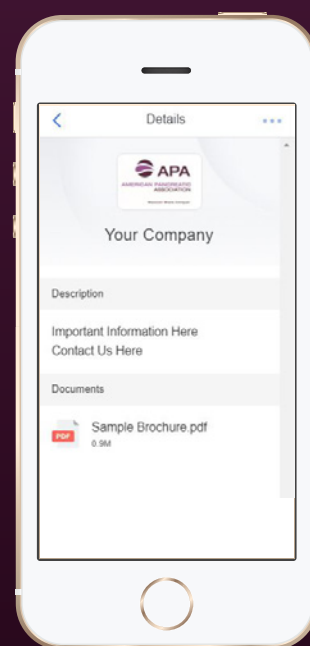 Details
APA
AMERICAN PANCREATIC
ASSOCIATION
Your Company
Description
Important Information Here
Contact Us Here
Documents
PDF
Sample Brochure.pdf
0.9M